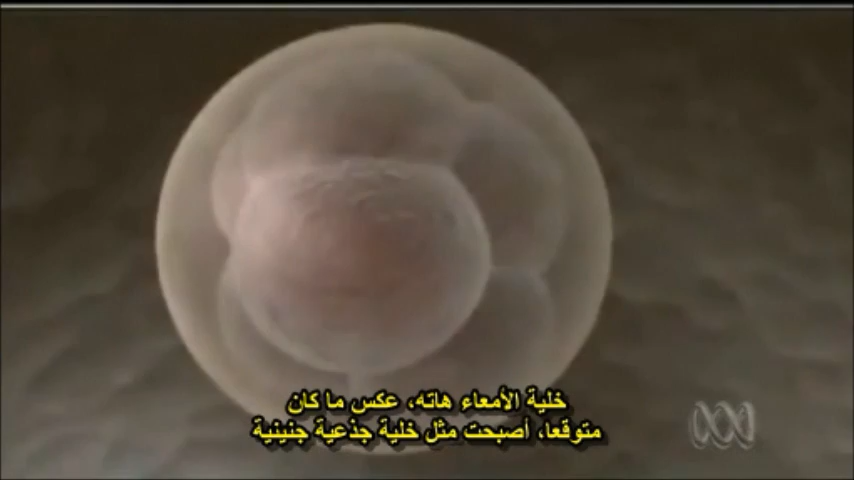 خلية الأمعاء هاته، عكس ما كان
متوقعا، أصبحت مثل خلية جذعية جنينية